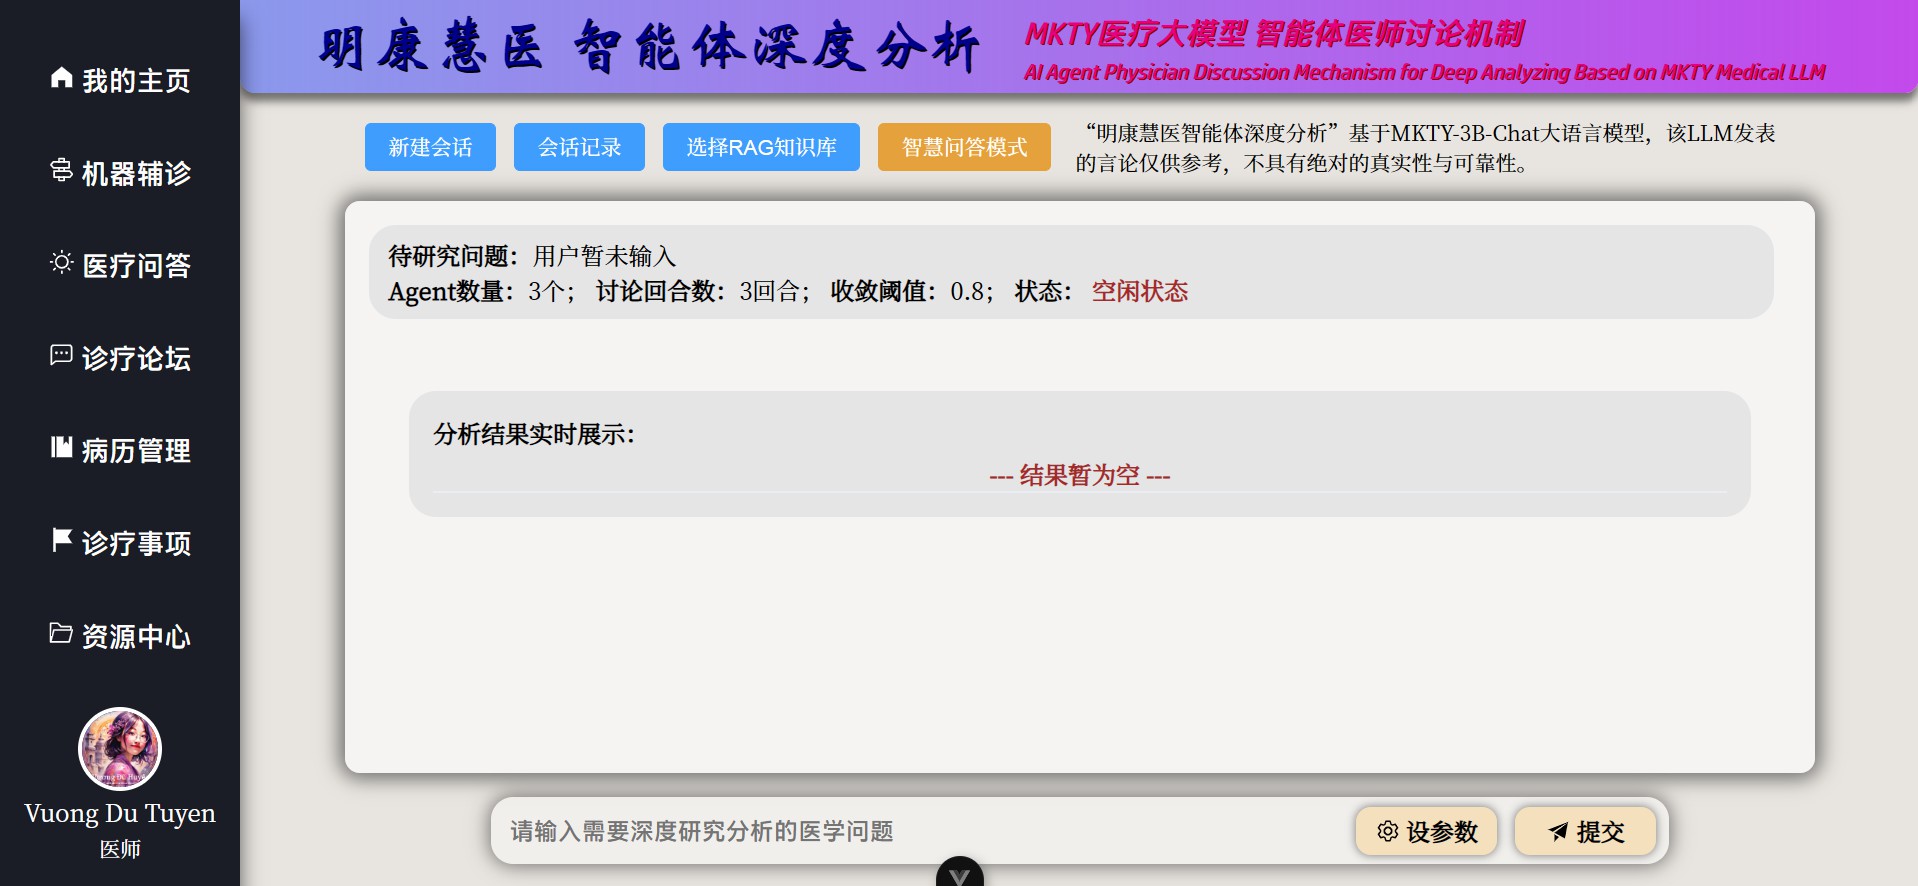 我的主页
机器辅诊
医疗问答
诊疗论坛
病历管理
诊疗事项
资源中心
Vuong Du Tuyen
医师
明康慧医 智能体深度分析
MKTY医疗大模型 智能体医师讨论机制
AI Agent Physician Discussion Mechanism for Deep Analyzing Based on MKTY Medical LLM
新建会话
会话记录
选择RAG知识库
智慧问答模式
“明康慧医智能体深度分析”基于MKTY-3B-Chat大语言模型，该LLM发表
的言论仅供参考，不具有绝对的真实性与可靠性。
待研究问题：用户暂未输入
Agent数量：3个； 讨论回合数：3回合； 收敛阈值：0.8； 状态： 空闲状态
分析结果实时展示：
--- 结果暂为空 ---
请输入需要深度研究分析的医学问题
设参数
提交